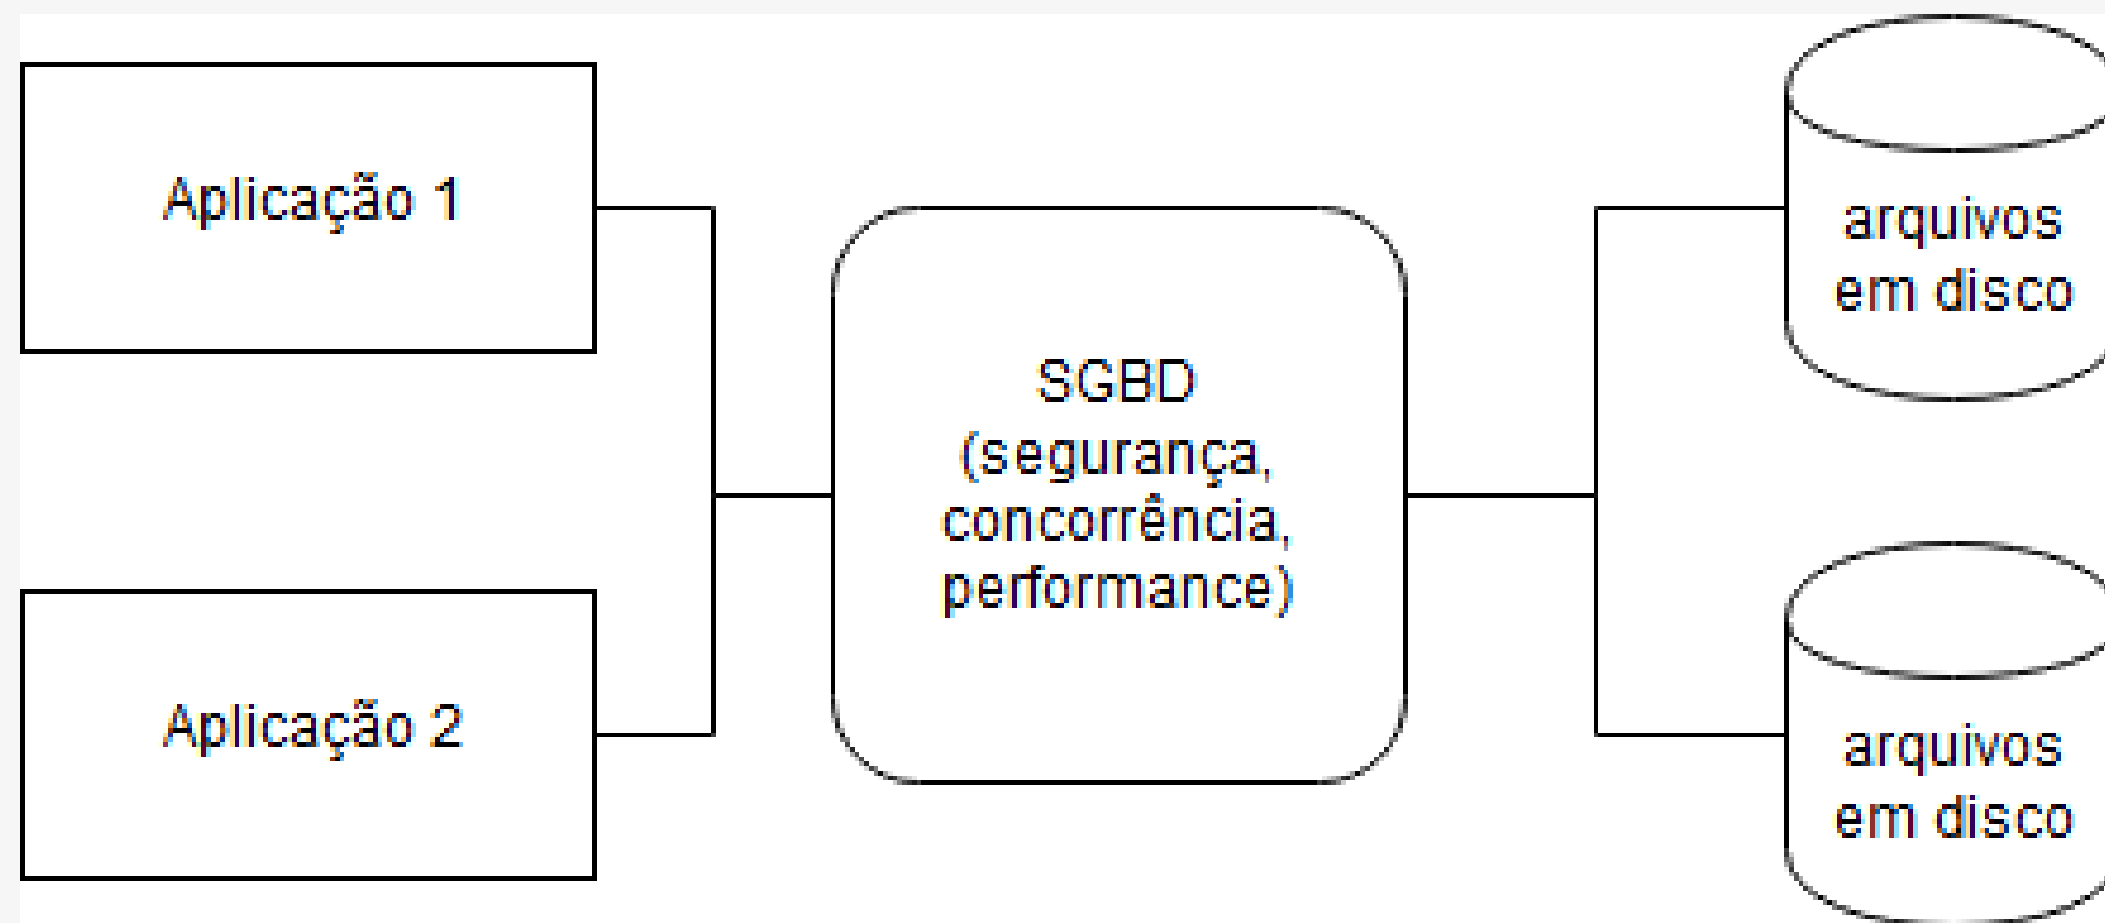 Aplicação 1
SGBD
(segurança,
concorrência,
performance)
Aplicação 2
arquivos
em disco
arquivos
em disco